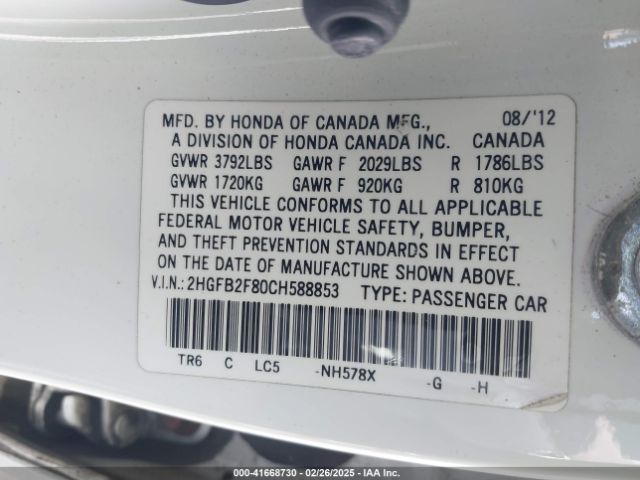 MFD. BY HONDA OF CANADA MFG., 08/'12
A DIVISION OF HONDA CANADA INC. CANADA
GVWR 3792LBS GAWR F 2029LBS R 1786LBS
GVWR 1720KG GAWR F 920KG R 810KG
THIS VEHICLE CONFORMS TO ALL APPLICABLE
FEDERAL MOTOR VEHICLE SAFETY, BUMPER,
AND THEFT PREVENTION STANDARDS IN EFFECT
ON THE DATE OF MANUFACTURE SHOWN ABOVE.
V.I.N.: 2HGFB2F80CH588853 TYPE: PASSENGER CAR
TR6 C LC5 -NH578X -G -H
000-41668730 - 02/26/2025 - IAA Inc.